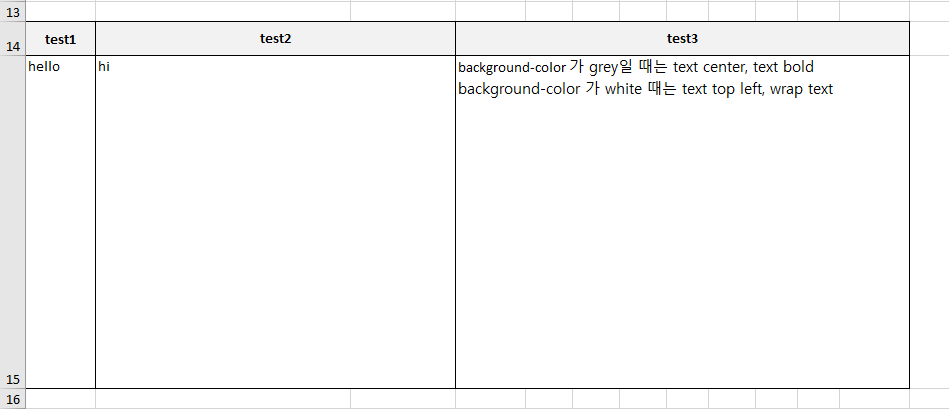 13
14
test1 test2 test3
hello hi background-color 가 grey일 때는 text center, text bold
background-color 가 white 때는 text top left, wrap text
15
16